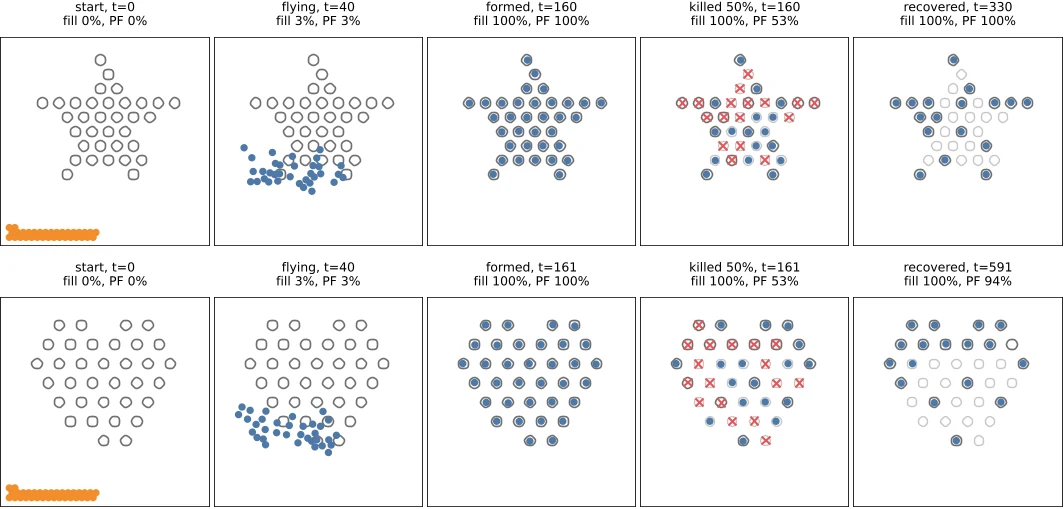 start, t=0
fill 0%, PF 0%
flying, t=40
fill 3%, PF 3%
formed, t=160
fill 100%, PF 100%
killed 50%, t=160
fill 100%, PF 53%
recovered, t=330
fill 100%, PF 100%
start, t=0
fill 0%, PF 0%
flying, t=40
fill 3%, PF 3%
formed, t=161
fill 100%, PF 100%
killed 50%, t=161
fill 100%, PF 53%
recovered, t=591
fill 100%, PF 94%